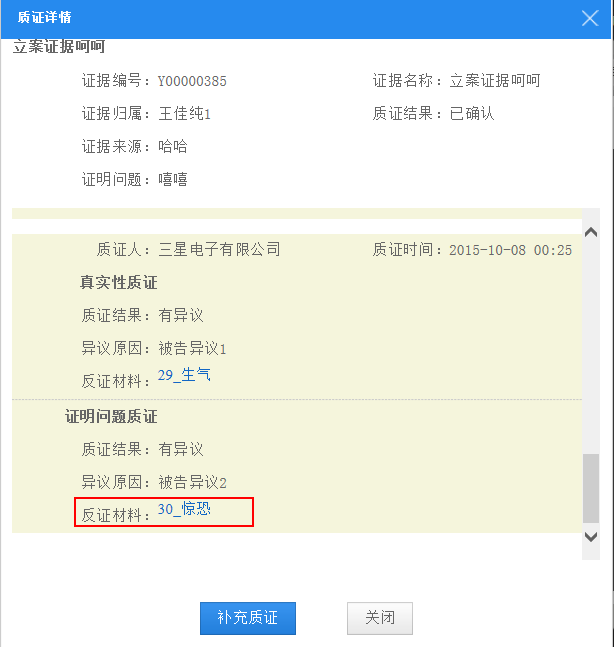 质证详情
立案证据呵呵
证据编号：Y00000385 证据名称：立案证据呵呵
证据归属：王佳纯1 质证结果：已确认
证据来源：哈哈
证明问题：嘻嘻
质证人：三星电子有限公司 质证时间：2015-10-08 00:25
真实性质证
质证结果：有异议
异议原因：被告异议1
反证材料：29_生气
证明问题质证
质证结果：有异议
异议原因：被告异议2
反证材料：30_惊恐
补充质证 关闭